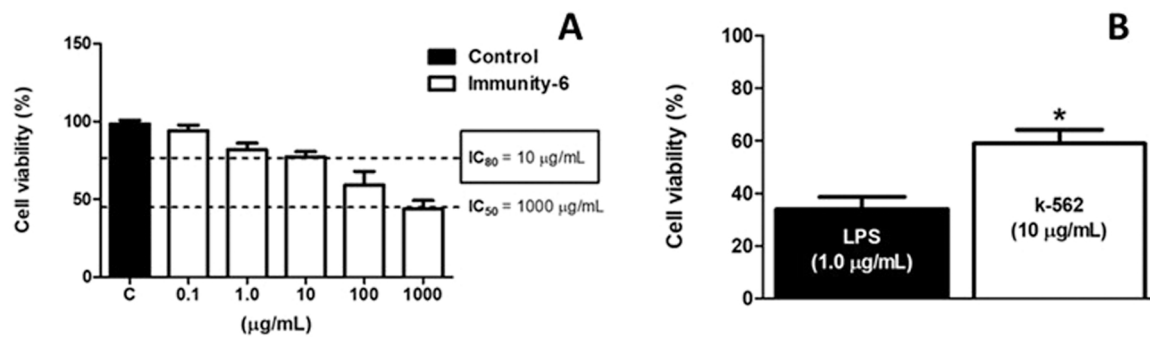 A
150
100
50
0
Cell viability (%)
Control
Immunity-6
IC80 = 10 µg/mL
IC50 = 1000 µg/mL
C 0.1 1.0 10 100 1000
(µg/mL)
B
100
80
60
40
20
0
Cell viability (%)
*
LPS
(1.0 µg/mL)
k-562
(10 µg/mL)